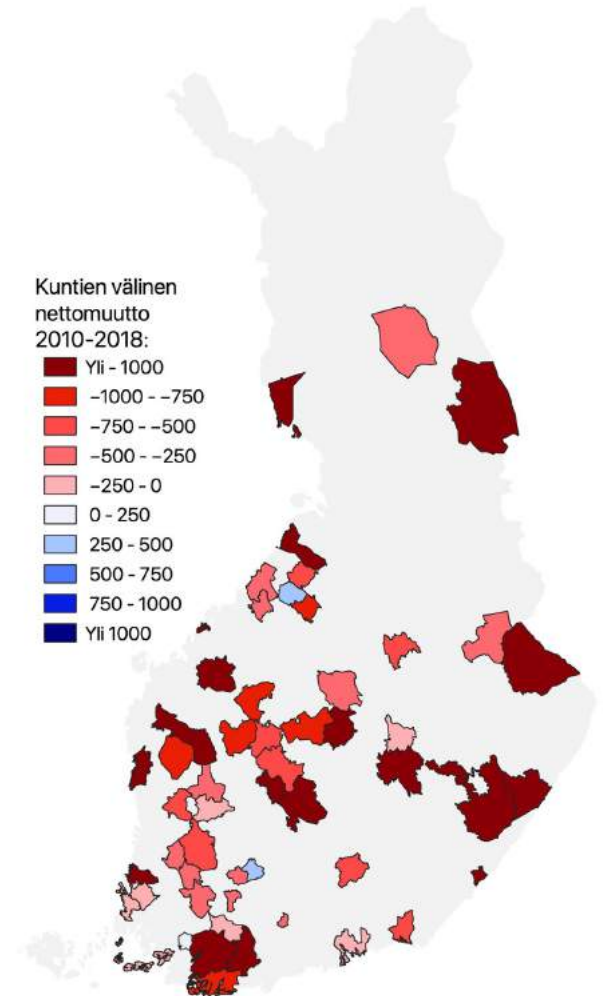 Kuntien välinen
nettomuutto
2010-2018:
Yli - 1000
-1000 - -750
-750 - -500
-500 - -250
-250 - 0
0 - 250
250 - 500
500 - 750
750 - 1000
Yli 1000